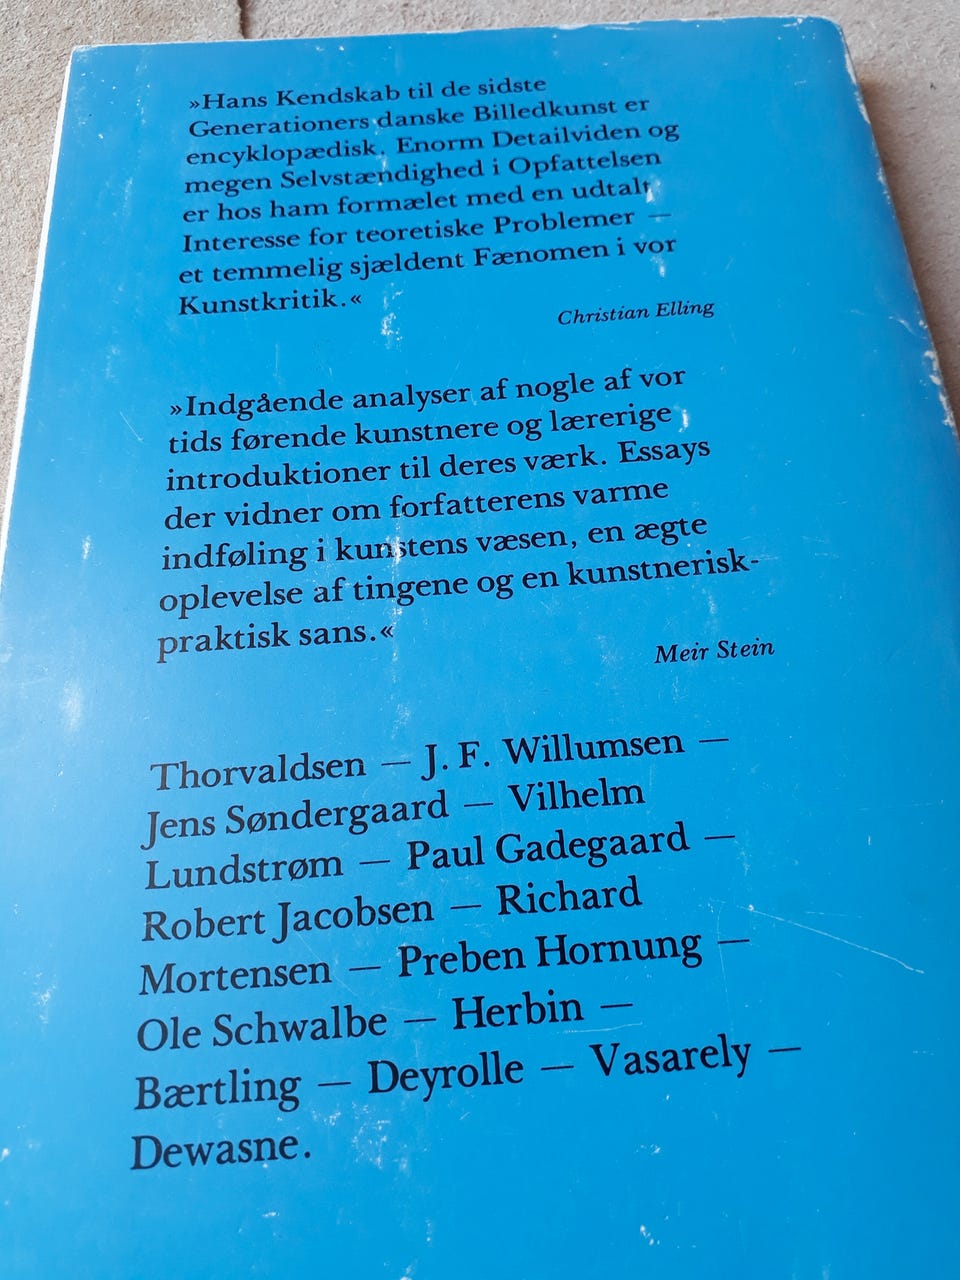 »Hans Kendskab til de sidste
Generationers danske Billedkunst er
encyklopædisk. Enorm Detailviden og
megen Selvstændighed i Opfattelsen
er hos ham formælet med en udtalt
Interesse for teoretiske Problemer —
et temmelig sjældent Fænomen i vor
Kunstkritik.«
Christian Elling
»Indgående analyser af nogle af vor
tids førende kunstnere og lærerige
introduktioner til deres værk. Essays
der vidner om forfatterens varme
indføling i kunstens væsen, en ægte
oplevelse af tingene og en kunstnerisk-
praktisk sans.«
Meir Stein
Thorvaldsen — J. F. Willumsen —
Jens Søndergaard — Vilhelm
Lundstrøm — Paul Gadegaard —
Robert Jacobsen — Richard
Mortensen — Preben Hornung —
Ole Schwalbe — Herbin —
Bærtling — Deyrolle — Vasarely —
Dewasne.